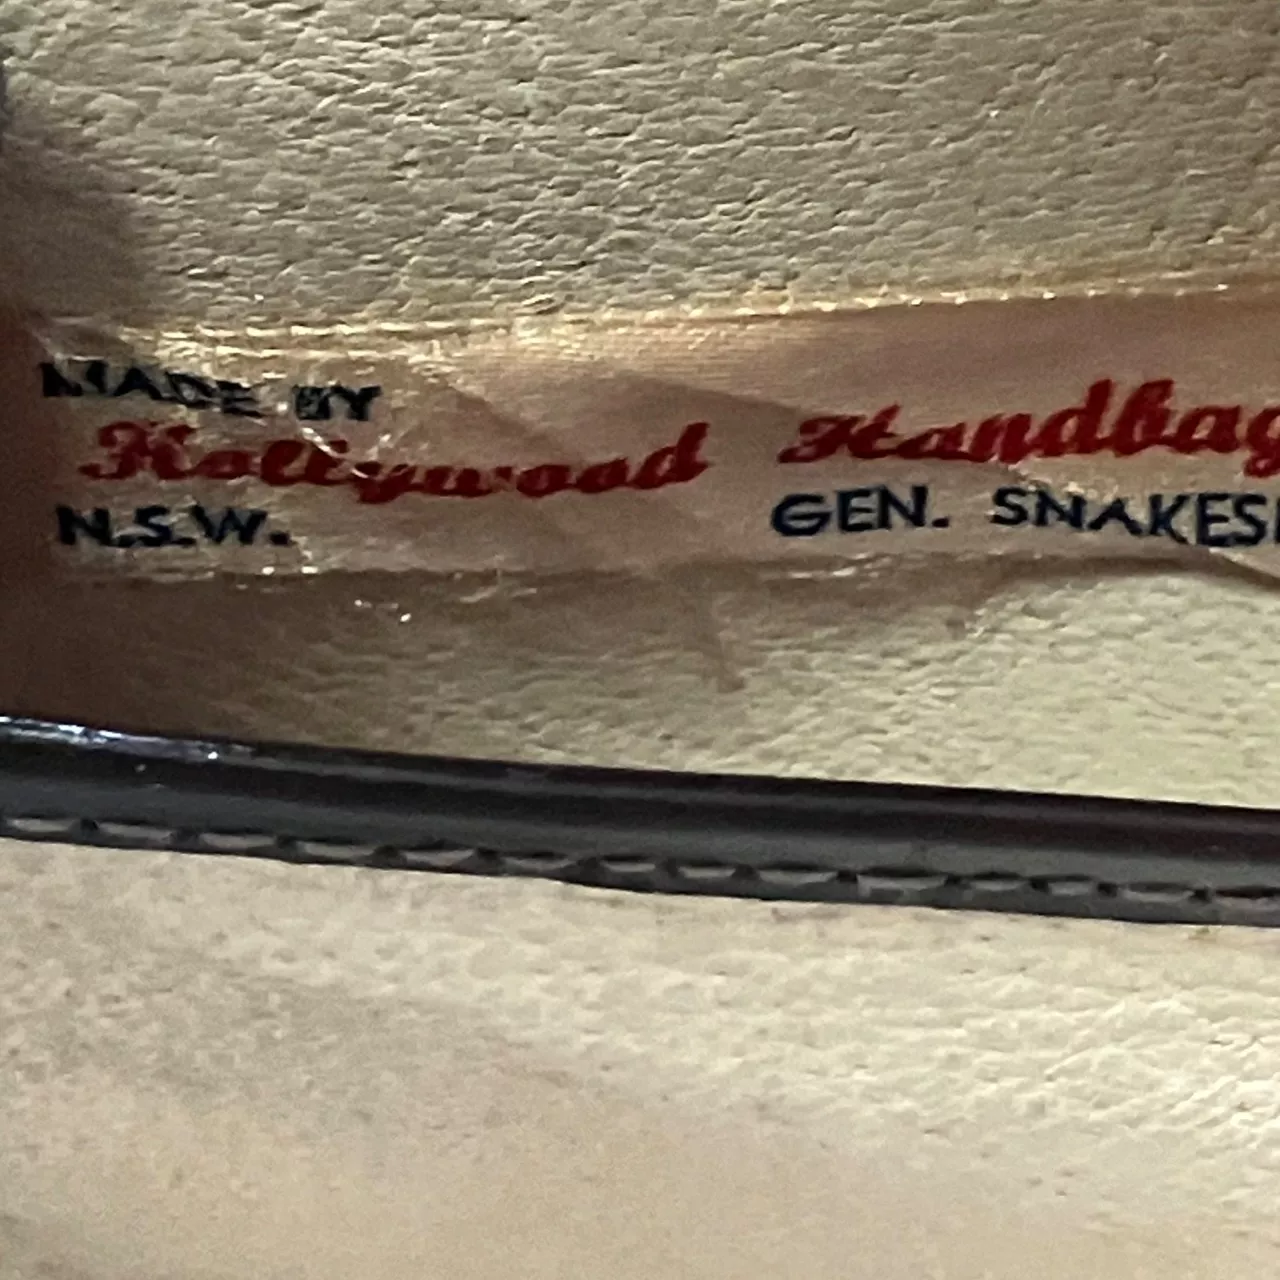 MADE BY
Hollywood Handbag
N.S.W. GEN. SNAKES